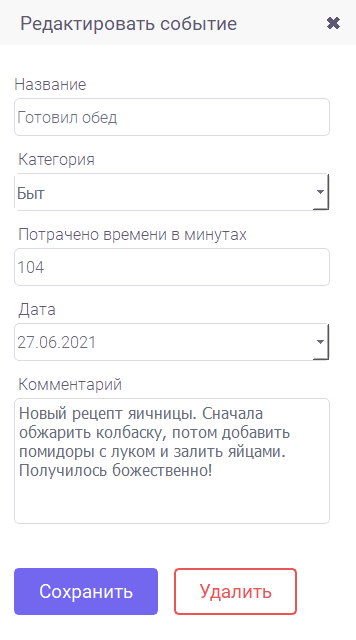 Редактировать событие
Название
Готовил обед
Категория
Быт
Потрачено времени в минутах
104
Дата
27.06.2021
Комментарий
Новый рецепт яичницы. Сначала
обжарить колбаску, потом добавить
помидоры с луком и залить яйцами.
Получилось божественно!
Сохранить
Удалить